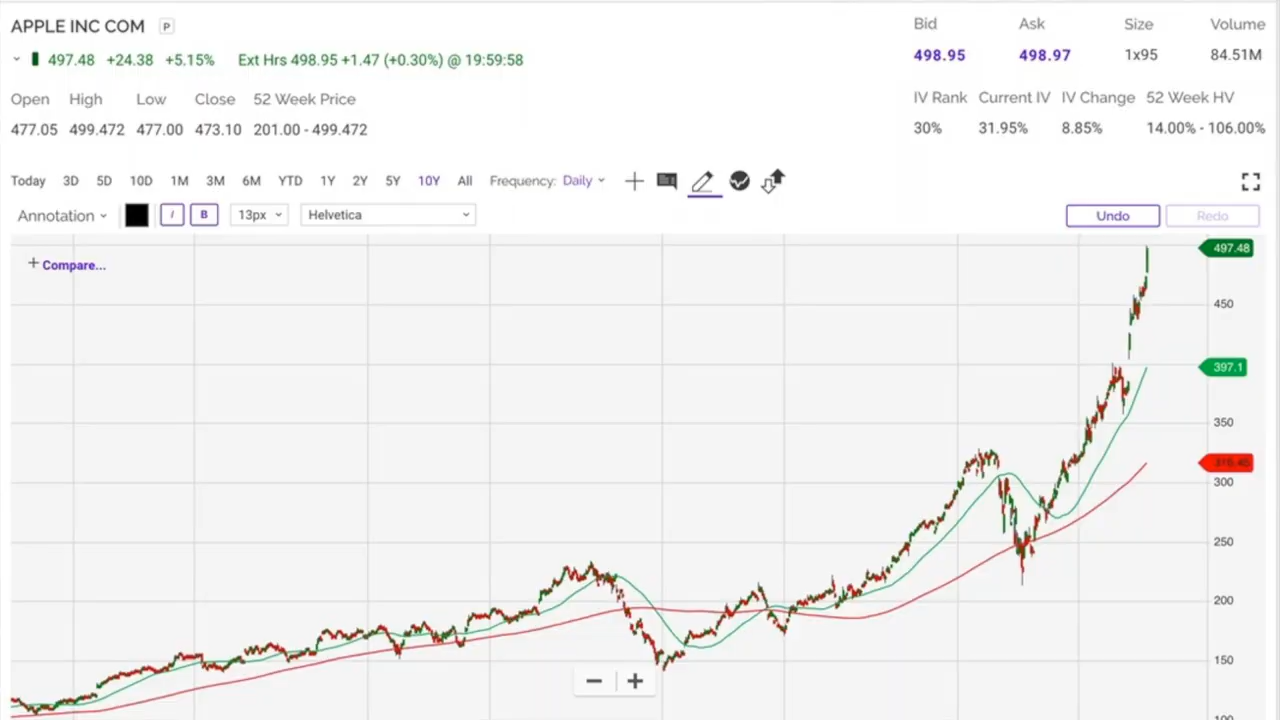 APPLE INC COM P
Bid Ask Size Volume
497.48 +24.38 +5.15% Ext Hrs 498.95 +1.47 (+0.30%) @ 19:59:58
498.95 498.97 1x95 84.51M
Open High Low Close 52 Week Price
IV Rank Current IV IV Change 52 Week HV
477.05 499.472 477.00 473.10 201.00 - 499.472
30% 31.95% 8.85% 14.00% - 106.00%
Today 3D 5D 10D 1M 3M 6M YTD 1Y 2Y 5Y 10Y All Frequency: Daily
Annotation I B 13px Helvetica Undo Redo
497.48
+ Compare...
450
397.1
350
300
250
200
150
100